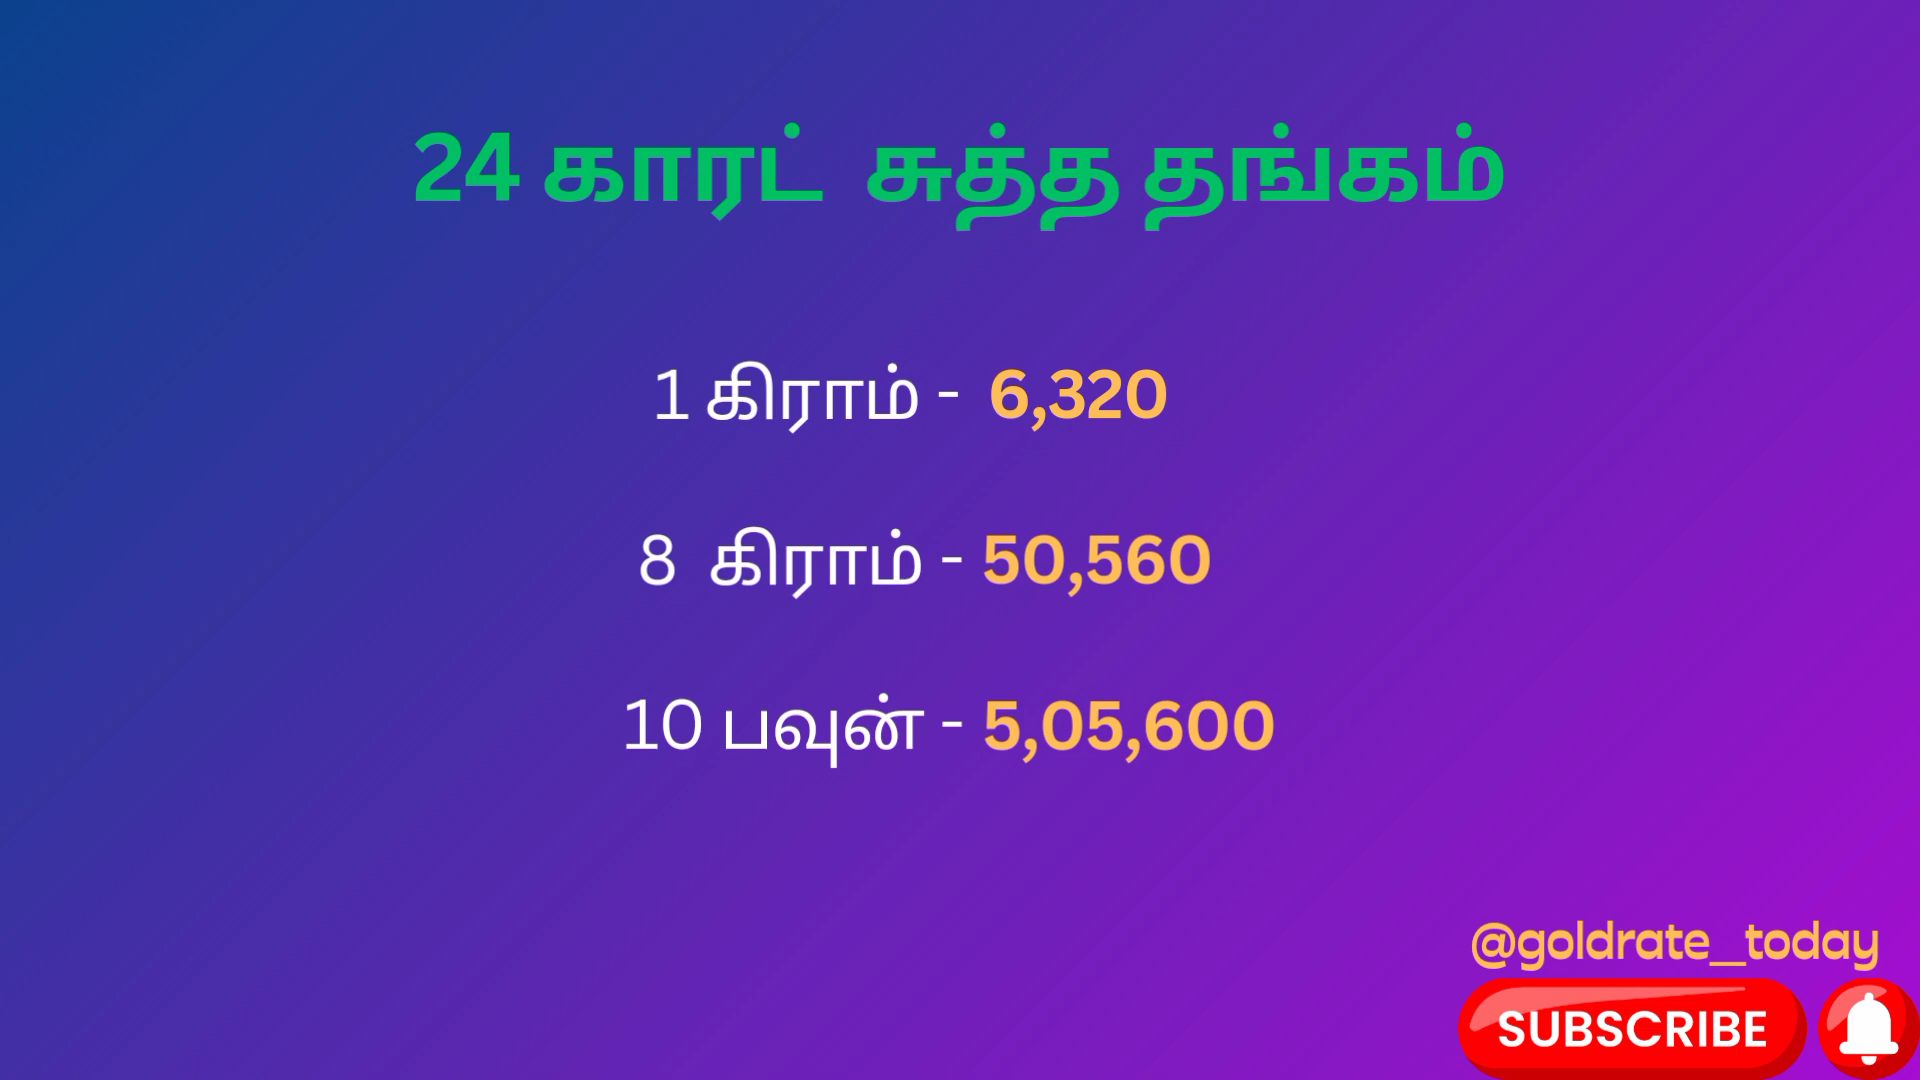 24 காரட் சுத்த தங்கம்
1 கிராம் - 6,320
8 கிராம் - 50,560
10 பவுன் - 5,05,600
@goldrate_today
SUBSCRIBE